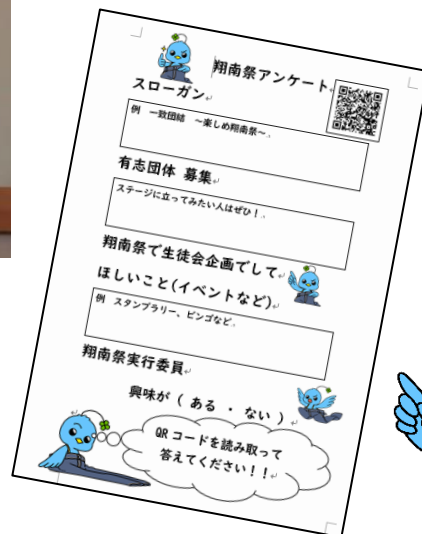 翔南祭アンケート
スローガン
例 一致団結 ~楽しめ翔南祭~
有志団体 募集
ステージに立ってみたい人はぜひ!
翔南祭で生徒会企画でして
ほしいこと(イベントなど)
例 スタンプラリー、ビンゴなど
翔南祭実行委員
興味が( ある ・ ない )
QRコードを読み取って
答えてください!!